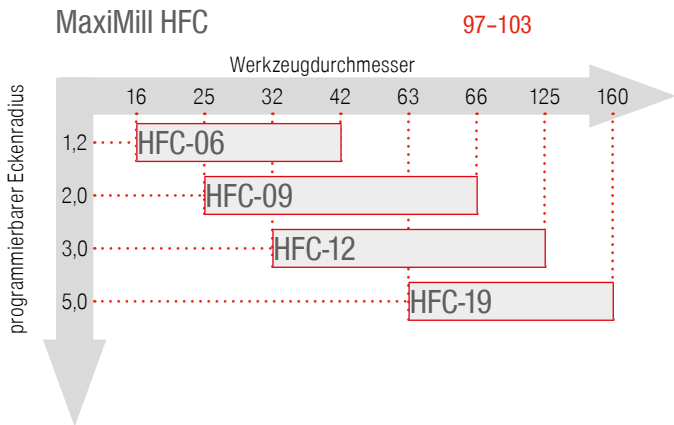 MaxiMill HFC 97–103
Werkzeugdurchmesser
16 25 32 42 63 66 125 160
programmierbarer Eckenradius
1,2 HFC-06
2,0 HFC-09
3,0 HFC-12
5,0 HFC-19